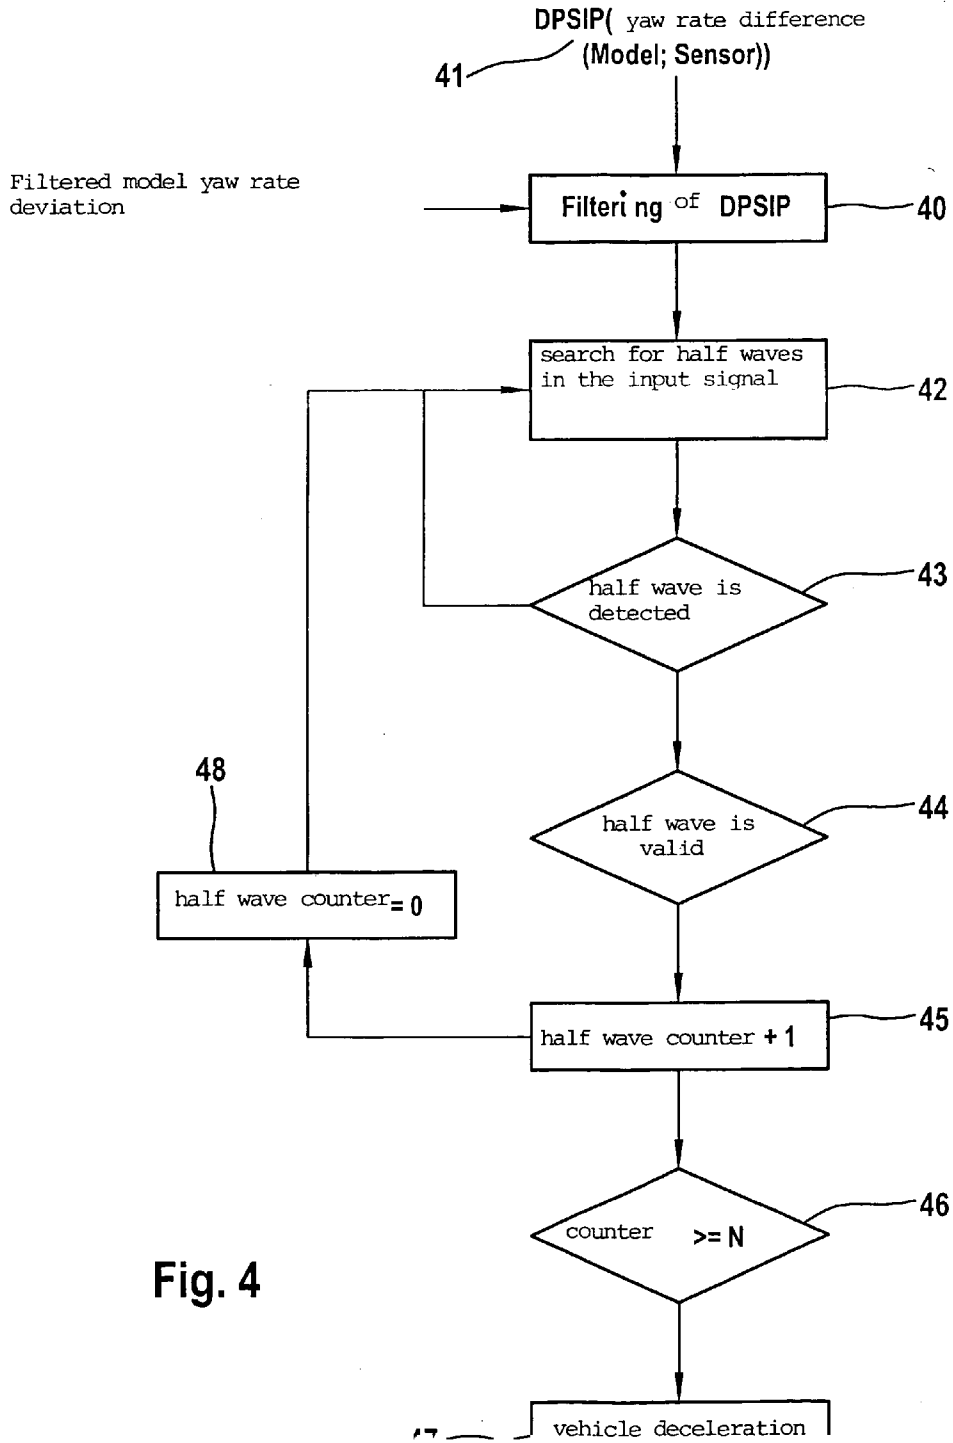 DPSIP( yaw rate difference
(Model; Sensor))
41
Filtered model yaw rate
deviation
Filtering of DPSIP
40
search for half waves
in the input signal
42
half wave is
detected
43
half wave is
valid
44
48
half wave counter = 0
half wave counter + 1
45
counter >= N
46
Fig. 4
vehicle deceleration